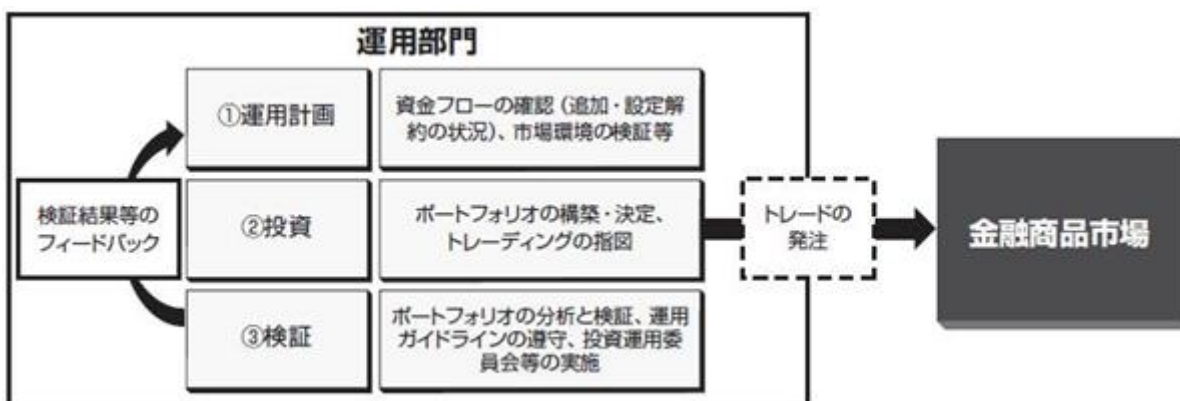 運用部門
①運用計画
資金フローの確認（追加・設定解
約の状況）、市場環境の検証等
検証結果等の
フィードバック
②投資
ポートフォリオの構築・決定、
トレーディングの指図
トレードの
発注
金融商品市場
③検証
ポートフォリオの分析と検証、運用
ガイドラインの遵守、投資運用委
員会等の実施